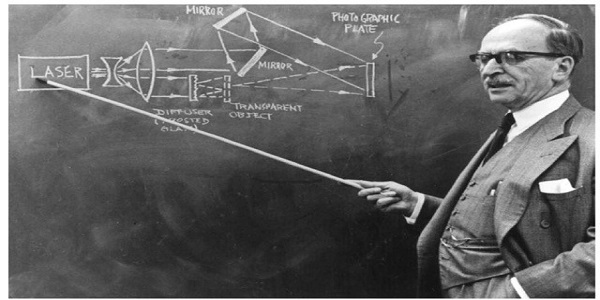 MIRROR
PHOTOGRAPHIC
PLATE
LASER
MIRROR
DIFFUSER
(FROSTED
GLASS)
TRANSPARENT
OBJECT